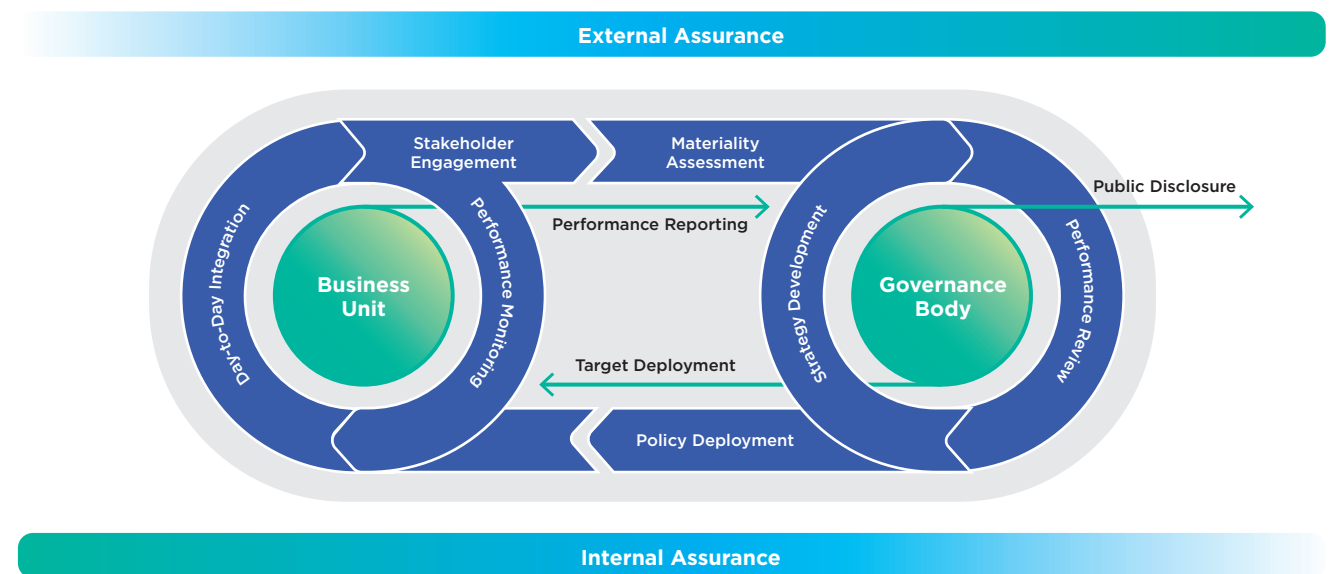 External Assurance
Stakeholder
Engagement
Materiality
Assessment
Public Disclosure
Performance Reporting
Day-to-Day Integration
Business
Unit
Performance Monitoring
Strategy Development
Governance
Body
Performance Review
Target Deployment
Policy Deployment
Internal Assurance